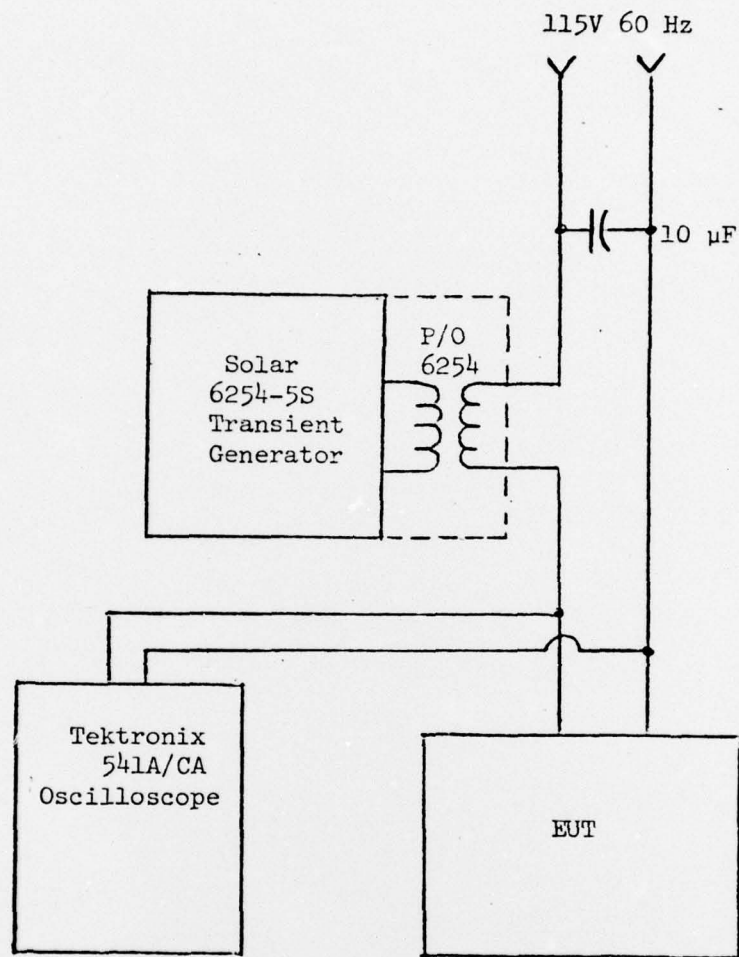 115V 60 Hz
10 µF
P/O
6254
Solar
6254-5S
Transient
Generator
Tektronix
541A/CA
Oscilloscope
EUT